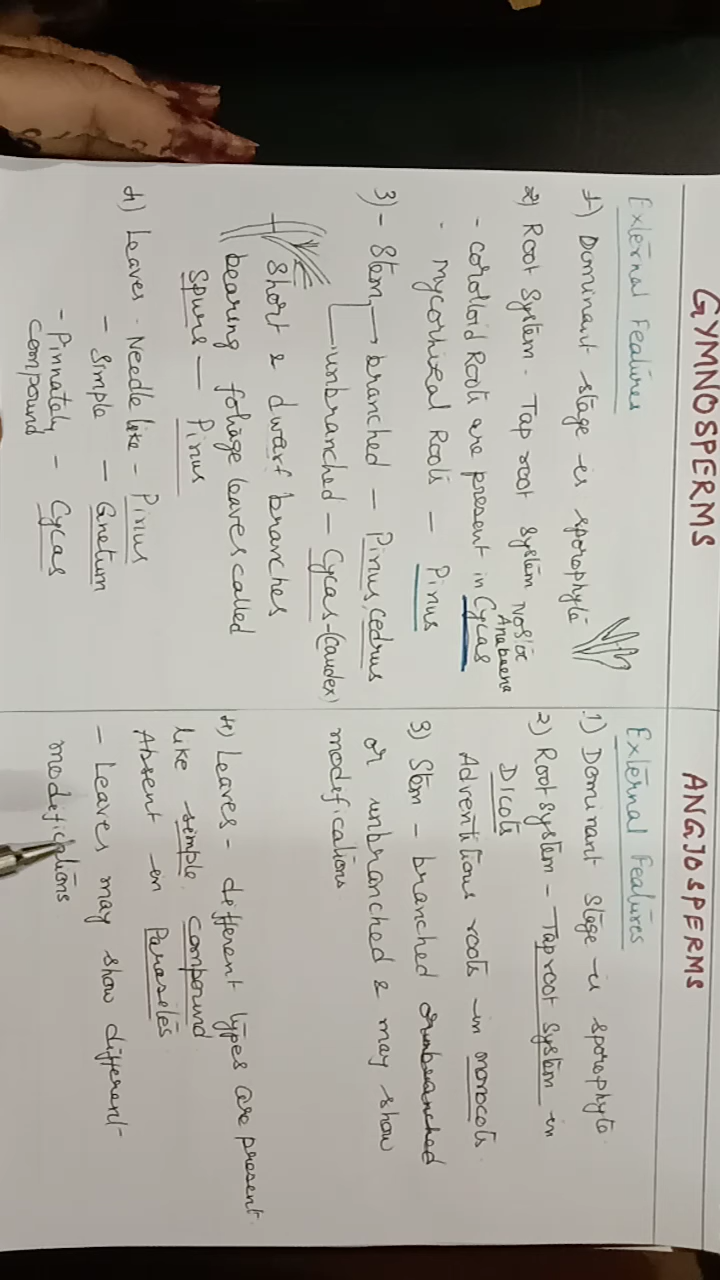 GYMNOSPERMS
External Features
1) Dominant stage is sporophyte
2) Root System - Tap root system
- coralloid Roots are present in Cycas
Nostoc
Anabaena
- Mycorhizal Roots - Pinus
3) - Stem → branched - Pinus, Cedrus
unbranched - Cycas - (Caudex)
Short & dwarf branches
bearing foliage leaves called
Spurs - Pinus
4) Leaves - Needle like - Pinus
- Simple - Gnetum
- Pinnately - Cycas
compound
ANGIOSPERMS
External Features
1) Dominant stage is sporophyte.
2) Root System - Tap root system in
Dicots
Adventitious roots in monocots.
3) Stem - branched
or unbranched & may show
modifications
4) Leaves - different types are present.
like simple. compound
Absent in Parasites
- Leaves may show different
modifications